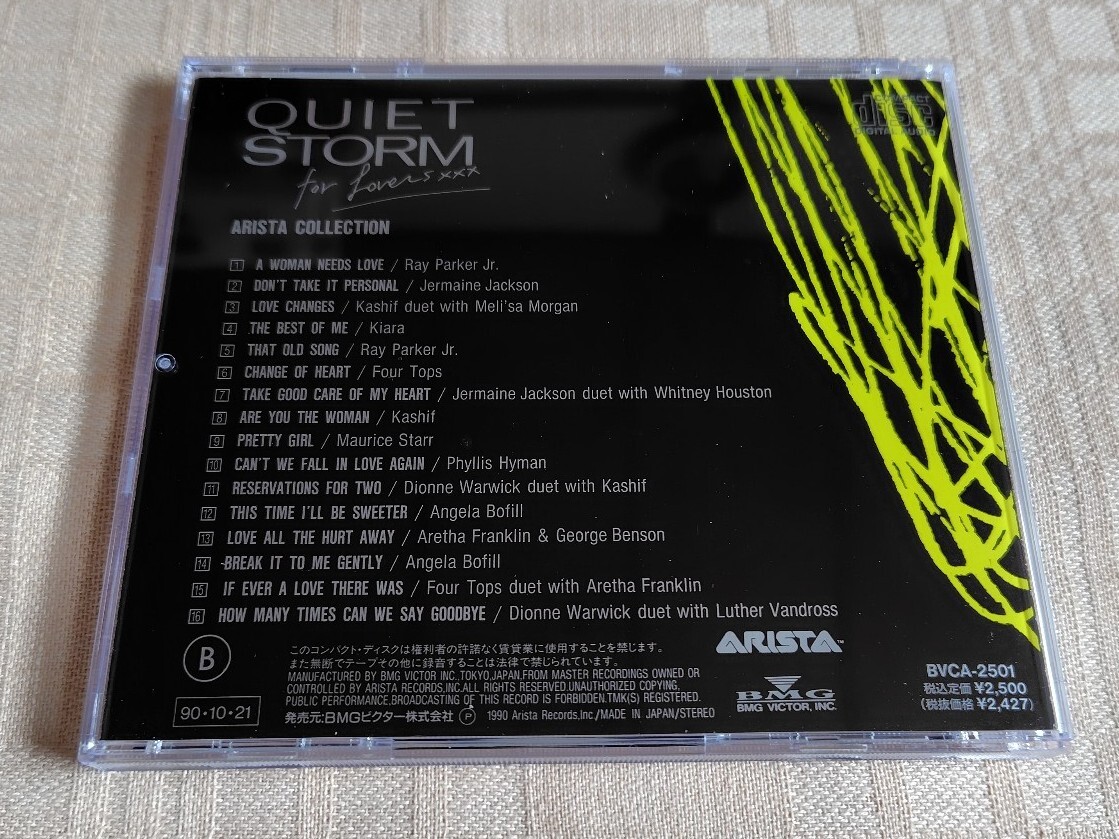 QUIET
STORM
for Lovers xxx
COMPACT
disc
DIGITAL AUDIO
ARISTA COLLECTION
1 A WOMAN NEEDS LOVE / Ray Parker Jr.
2 DON'T TAKE IT PERSONAL / Jermaine Jackson
3 LOVE CHANGES / Kashif duet with Meli'sa Morgan
4 THE BEST OF ME / Kiara
5 THAT OLD SONG / Ray Parker Jr.
6 CHANGE OF HEART / Four Tops
7 TAKE GOOD CARE OF MY HEART / Jermaine Jackson duet with Whitney Houston
8 ARE YOU THE WOMAN / Kashif
9 PRETTY GIRL / Maurice Starr
10 CAN'T WE FALL IN LOVE AGAIN / Phyllis Hyman
11 RESERVATIONS FOR TWO / Dionne Warwick duet with Kashif
12 THIS TIME I'LL BE SWEETER / Angela Bofill
13 LOVE ALL THE HURT AWAY / Aretha Franklin & George Benson
14 BREAK IT TO ME GENTLY / Angela Bofill
15 IF EVER A LOVE THERE WAS / Four Tops duet with Aretha Franklin
16 HOW MANY TIMES CAN WE SAY GOODBYE / Dionne Warwick duet with Luther Vandross
B
90・10・21
このコンパクト・ディスクは権利者の許諾なく賃貸業に使用することを禁じます。
また無断でテープその他に録音することは法律で禁じられています。
MANUFACTURED BY BMG VICTOR INC.,TOKYO,JAPAN,FROM MASTER RECORDINGS OWNED OR
CONTROLLED BY ARISTA RECORDS,INC.ALL RIGHTS RESERVED.UNAUTHORIZED COPYING,
PUBLIC PERFORMANCE,BROADCASTING OF THIS RECORD IS FORBIDDEN.TMK(S) REGISTERED.
発売元:BMGビクター株式会社 Ⓟ 1990 Arista Records,Inc./MADE IN JAPAN/STEREO
ARISTA™
BMG
BMG VICTOR, INC.
BVCA-2501
税込定価 ¥2,500
(税抜価格 ¥2,427)